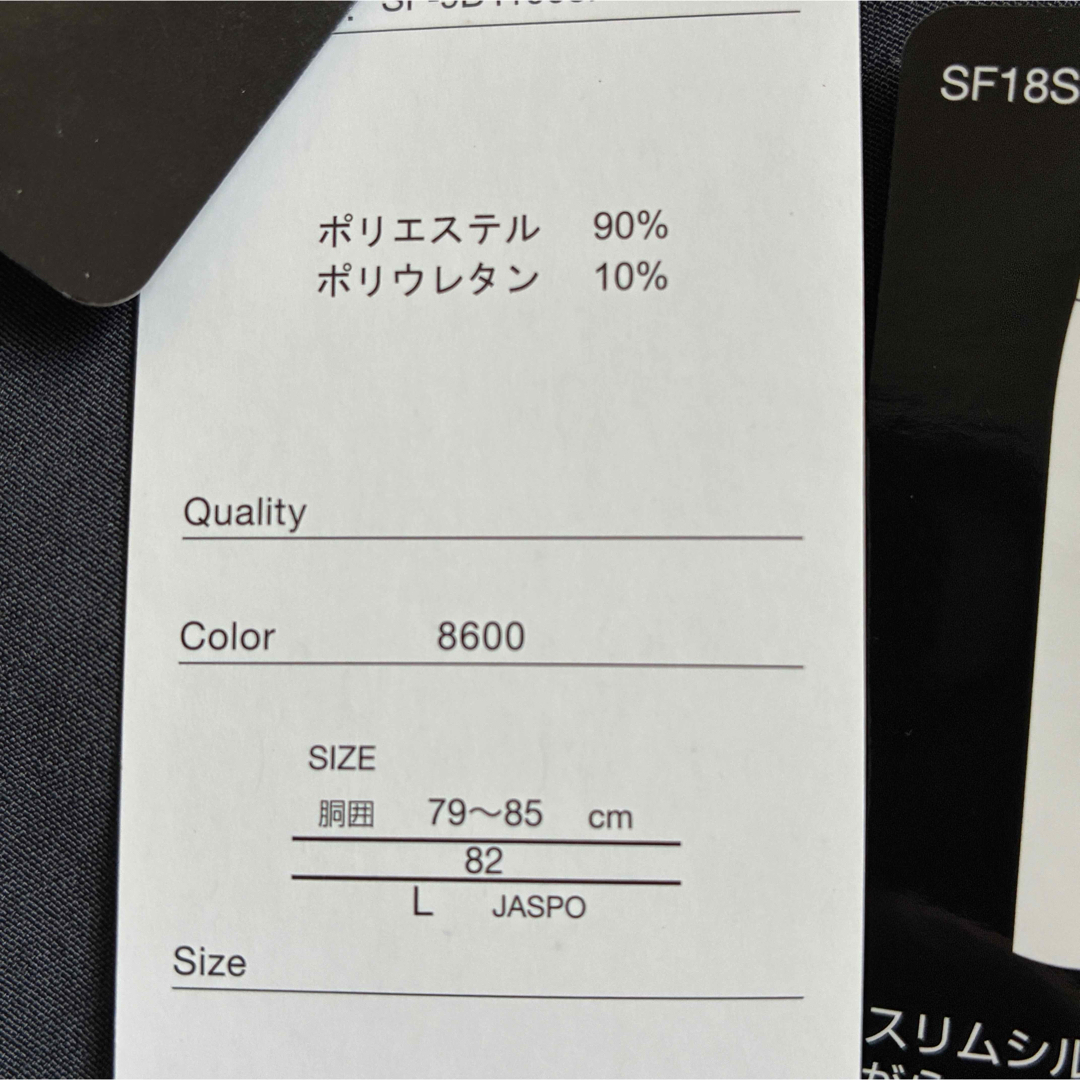 ポリエステル 90%
ポリウレタン 10%
Quality
Color 8600
SIZE
胴囲 79〜85 cm
82
L JASPO
Size
SF18S
スリムシル